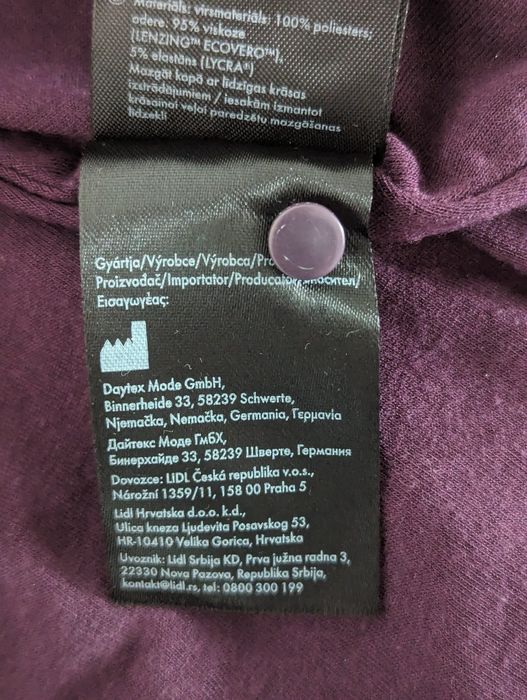 Materiāls; virsmateriāls: 100% poliesters;
odere: 95% viskoze
(LENZING™ ECOVERO™),
5% elastāns (LYCRA®)
Mazgāt kopā ar līdzīgas krāsas
izstrādājumiem / iesakām izmantot
krāsainai veļai paredzētu mazgāšanas
līdzekli
Gyártja/Výrobce/Výrobca/
Proizvođač/Importator/
Εισαγωγέας:
Daytex Mode GmbH,
Binnerheide 33, 58239 Schwerte,
Njemačka, Nemačka, Germania, Γερμανία
Дайтекс Моде ГмбХ,
Бинерхайде 33, 58239 Шверте, Германия
Dovozce: LIDL Česká republika v.o.s.,
Nárožní 1359/11, 158 00 Praha 5
Lidl Hrvatska d.o.o. k.d.,
Ulica kneza Ljudevita Posavskog 53,
HR-10410 Velika Gorica, Hrvatska
Uvoznik: Lidl Srbija KD, Prva južna radna 3,
22330 Nova Pazova, Republika Srbija,
kontakt@lidl.rs, tel: 0800 300 199